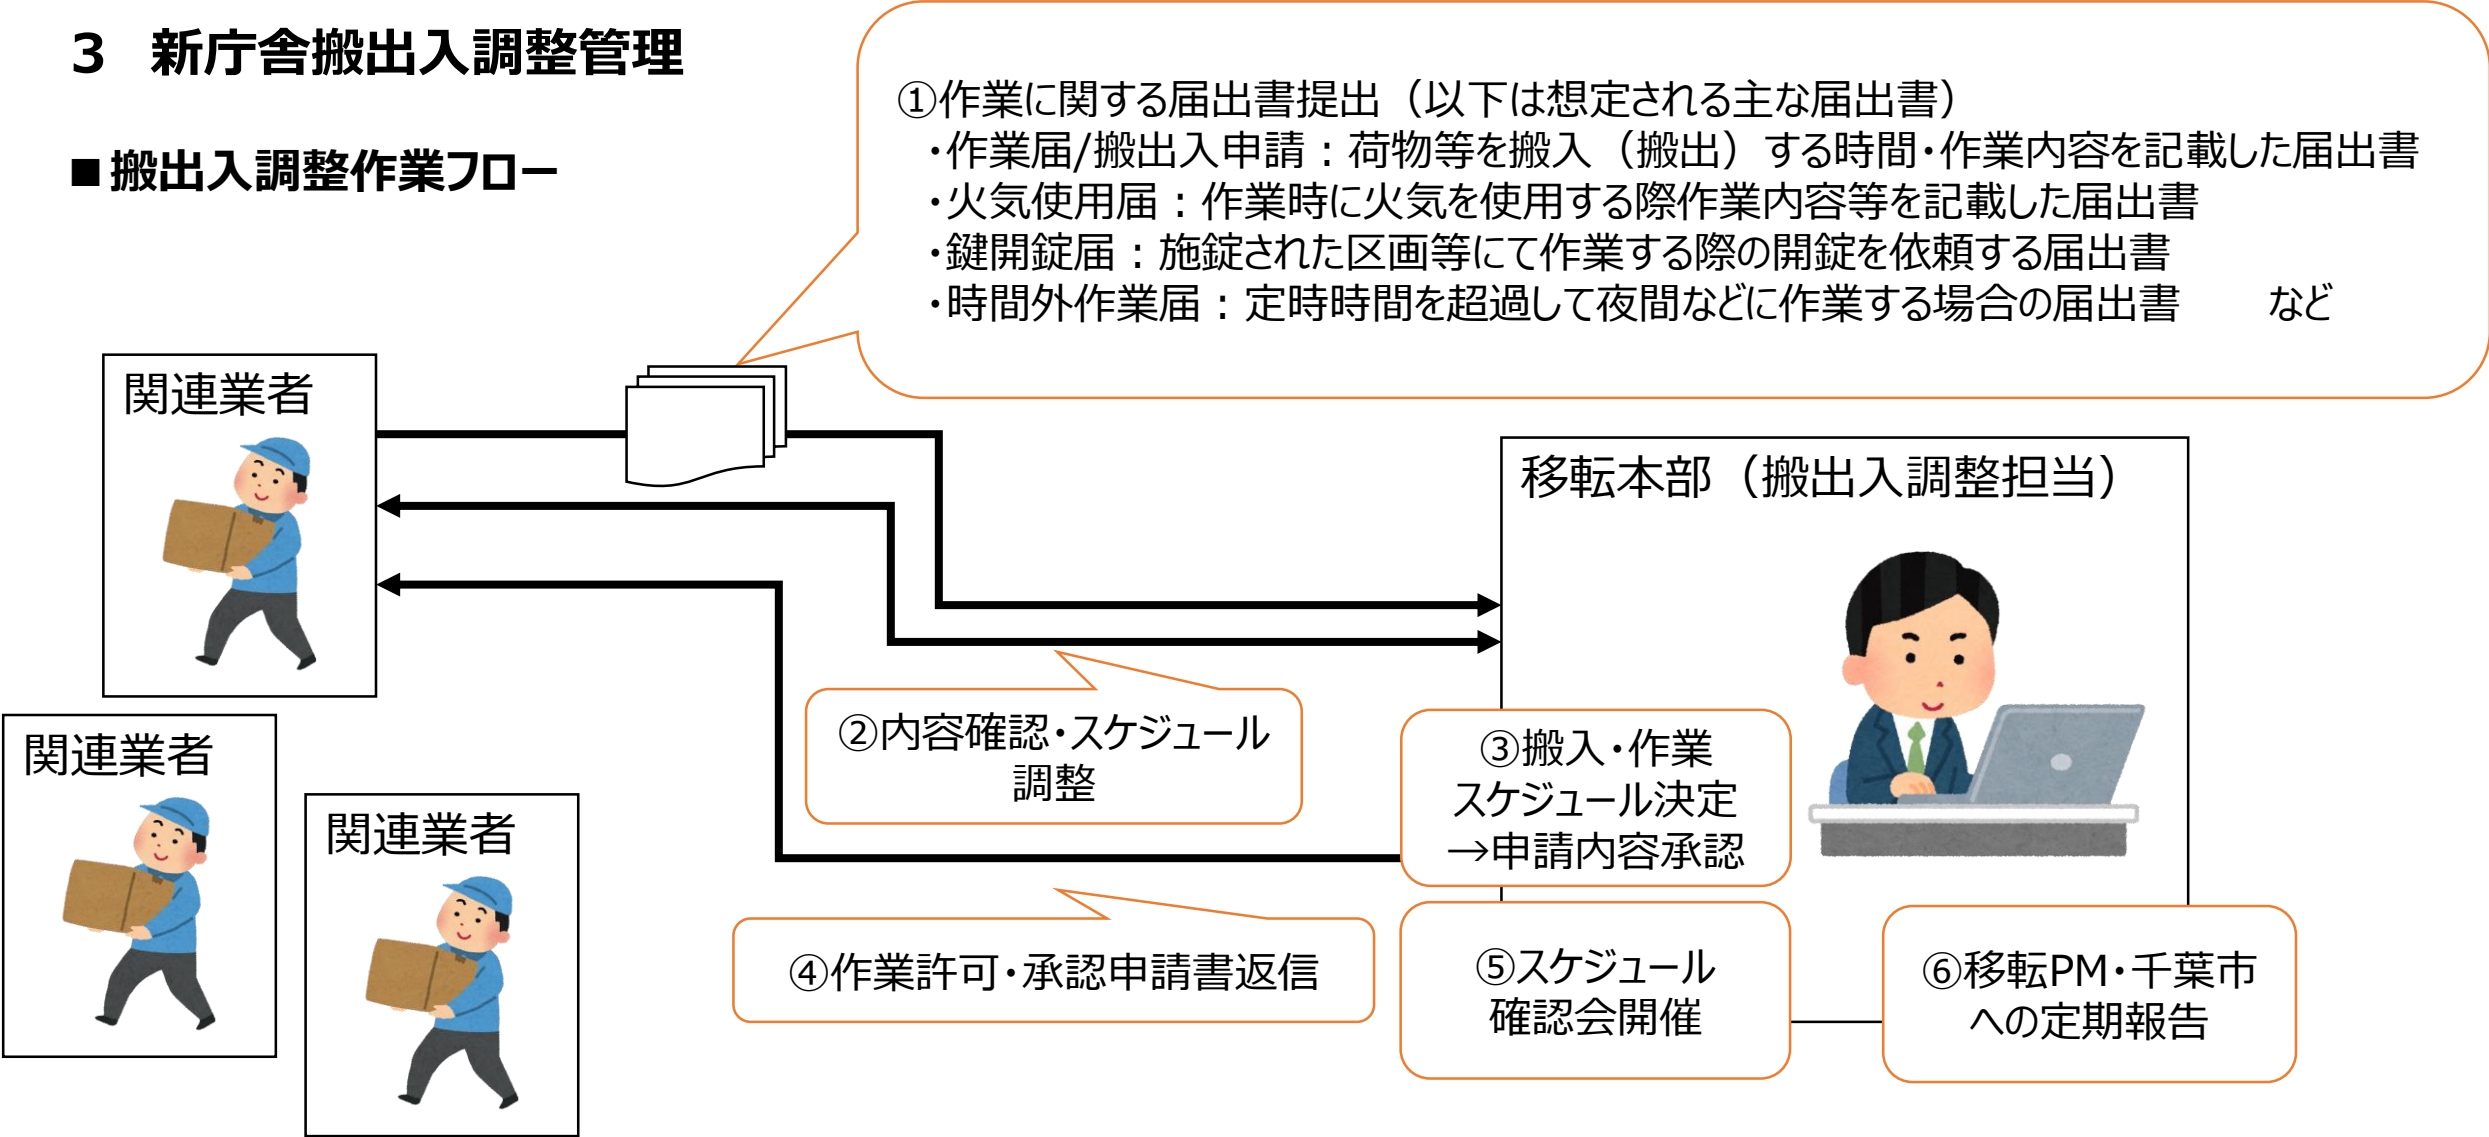 3　新庁舎搬出入調整管理
■搬出入調整作業フロー
①作業に関する届出書提出（以下は想定される主な届出書）
・作業届/搬出入申請：荷物等を搬入（搬出）する時間・作業内容を記載した届出書
・火気使用届：作業時に火気を使用する際作業内容等を記載した届出書
・鍵開錠届：施錠された区画等にて作業する際の開錠を依頼する届出書
・時間外作業届：定時時間を超過して夜間などに作業する場合の届出書　　など
関連業者
移転本部（搬出入調整担当）
②内容確認・スケジュール
調整
③搬入・作業
スケジュール決定
→申請内容承認
関連業者
関連業者
④作業許可・承認申請書返信
⑤スケジュール
確認会開催
⑥移転PM・千葉市
への定期報告